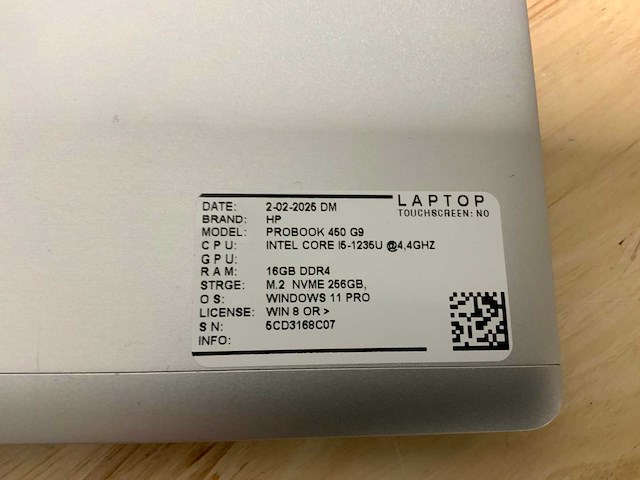 LAPTOP
TOUCHSCREEN: NO
DATE: 2-02-2025 DM
BRAND: HP
MODEL: PROBOOK 450 G9
CPU: INTEL CORE I5-1235U @4,4GHZ
GPU:
RAM: 16GB DDR4
STRGE: M.2 NVME 256GB,
OS: WINDOWS 11 PRO
LICENSE: WIN 8 OR >
SN: 5CD3168C07
INFO: